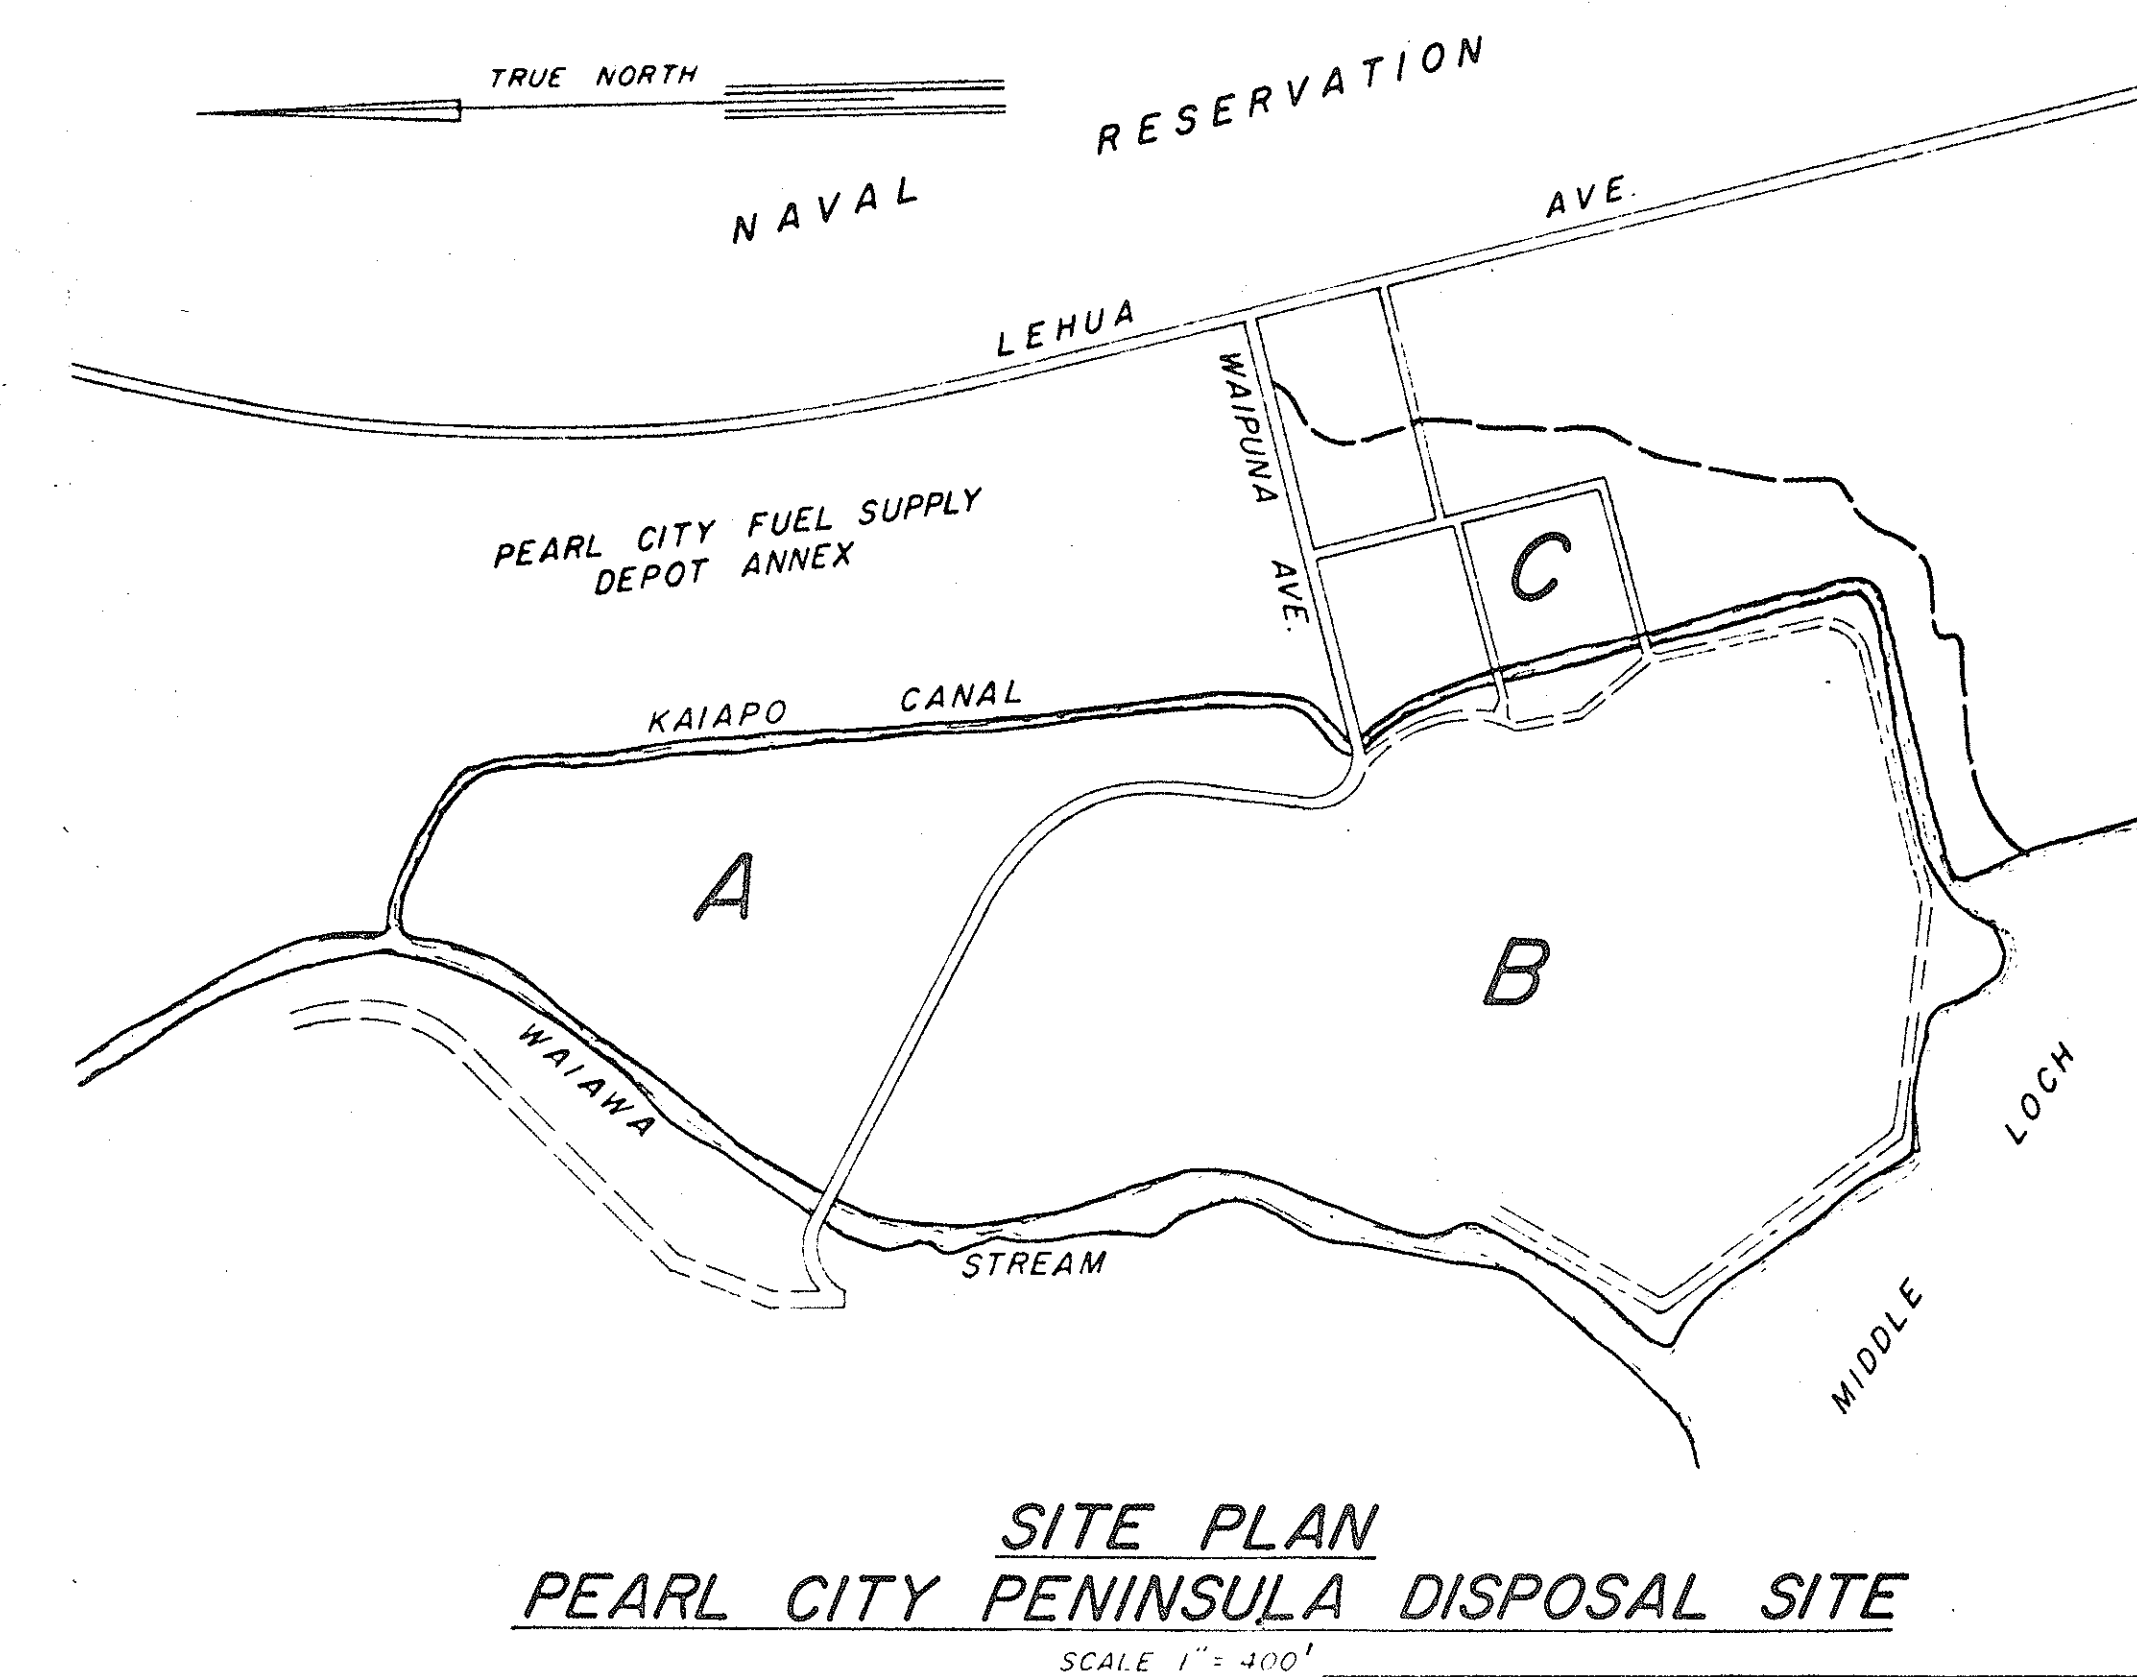 TRUE NORTH
NAVAL RESERVATION
LEHUA AVE.
WAIPUNA AVE.
PEARL CITY FUEL SUPPLY
DEPOT ANNEX
C
KAIAPO CANAL
A
B
WAIAWA STREAM
MIDDLE LOCH
SITE PLAN
PEARL CITY PENINSULA DISPOSAL SITE
SCALE 1" = 400'